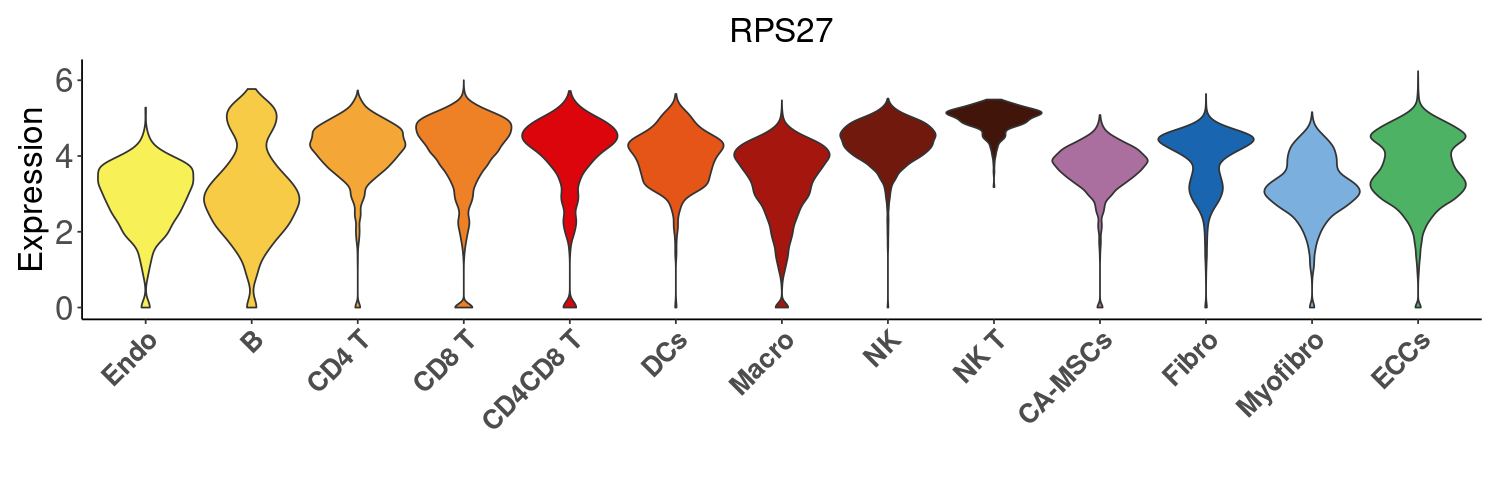 RPS27
Expression
6
4
2
0
Endo
B
CD4 T
CD8 T
CD4CD8 T
DCs
Macro
NK
NK T
CA-MSCs
Fibro
Myofibro
ECCs